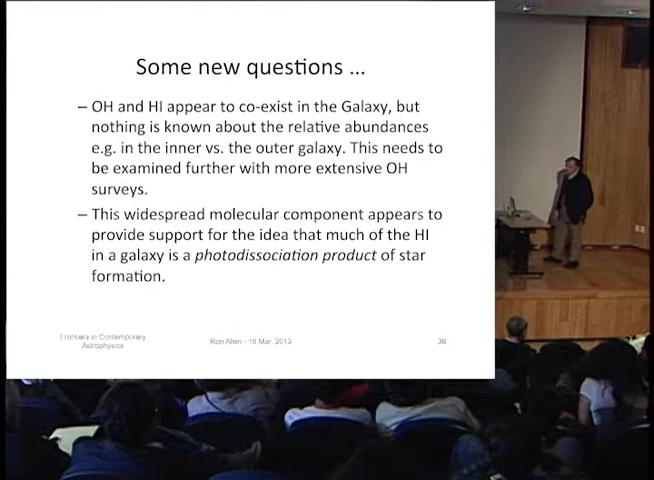 Some new questions ...
– OH and HI appear to co-exist in the Galaxy, but
nothing is known about the relative abundances
e.g. in the inner vs. the outer galaxy. This needs to
be examined further with more extensive OH
surveys.
– This widespread molecular component appears to
provide support for the idea that much of the HI
in a galaxy is a photodissociation product of star
formation.
Frontiers in Contemporary
Astrophysics
Ron Allen - 18 Mar. 2013